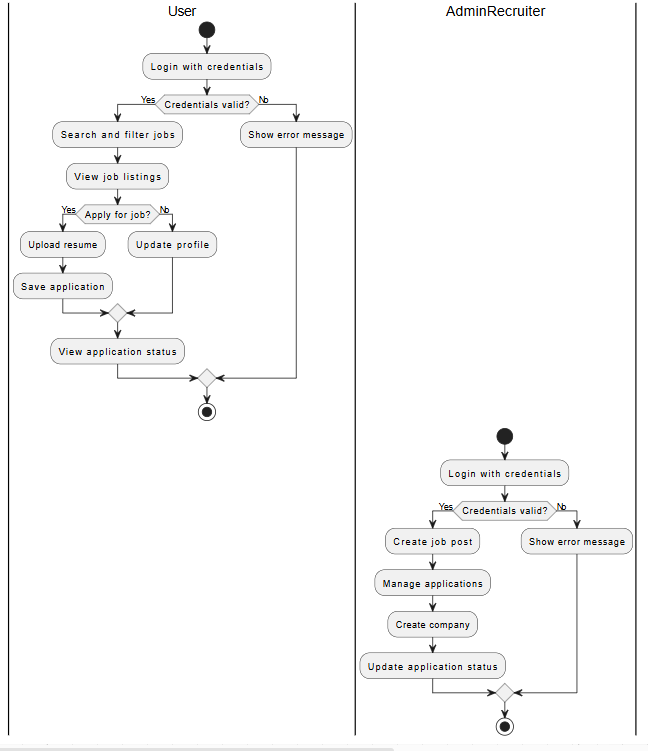 User
AdminRecruiter
Login with credentials
Yes
Credentials valid?
No
Search and filter jobs
Show error message
View job listings
Yes
Apply for job?
No
Upload resume
Update profile
Save application
View application status
Login with credentials
Yes
Credentials valid?
No
Create job post
Show error message
Manage applications
Create company
Update application status